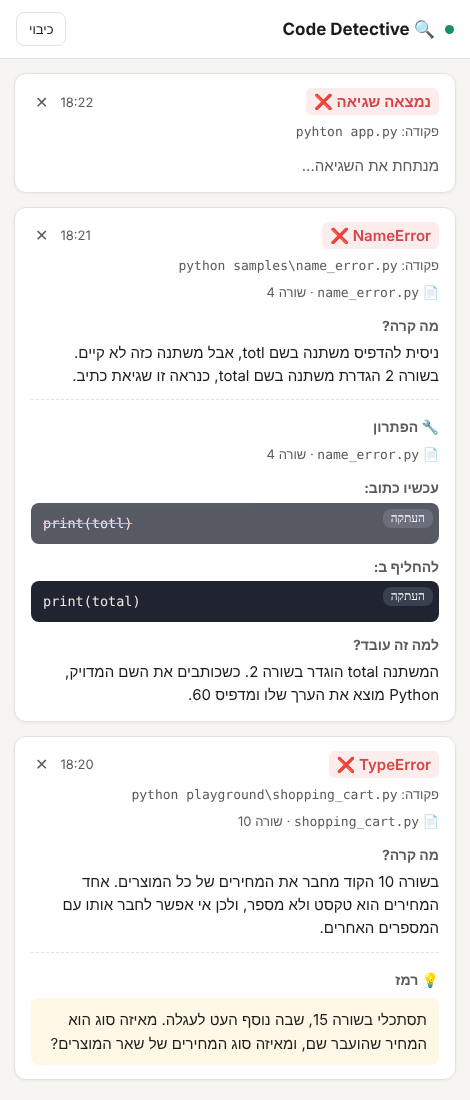 🔍 Code Detective
כיבוי
❌ נמצאה שגיאה
18:22 ✕
פקודה: pyhton app.py
מנתחת את השגיאה...
❌ NameError
18:21 ✕
פקודה: python samples\name_error.py
📄 name_error.py · שורה 4
מה קרה?
ניסית להדפיס משתנה בשם totl, אבל משתנה כזה לא קיים.
בשורה 2 הגדרת משתנה בשם total, כנראה זו שגיאת כתיב.
🔧 הפתרון
📄 name_error.py · שורה 4
עכשיו כתוב:
העתקה
print(totl)
להחליף ב:
העתקה
print(total)
למה זה עובד?
המשתנה total הוגדר בשורה 2. כשכותבים את השם המדויק,
Python מוצא את הערך שלו ומדפיס 60.
❌ TypeError
18:20 ✕
פקודה: python playground\shopping_cart.py
📄 shopping_cart.py · שורה 10
מה קרה?
בשורה 10 הקוד מחבר את המחירים של כל המוצרים. אחד
המחירים הוא טקסט ולא מספר, ולכן אי אפשר לחבר אותו עם
המספרים האחרים.
💡 רמז
תסתכלי בשורה 15, שבה נוסף העט לעגלה. מאיזה סוג הוא
המחיר שהועבר שם, ומאיזה סוג המחירים של שאר המוצרים?